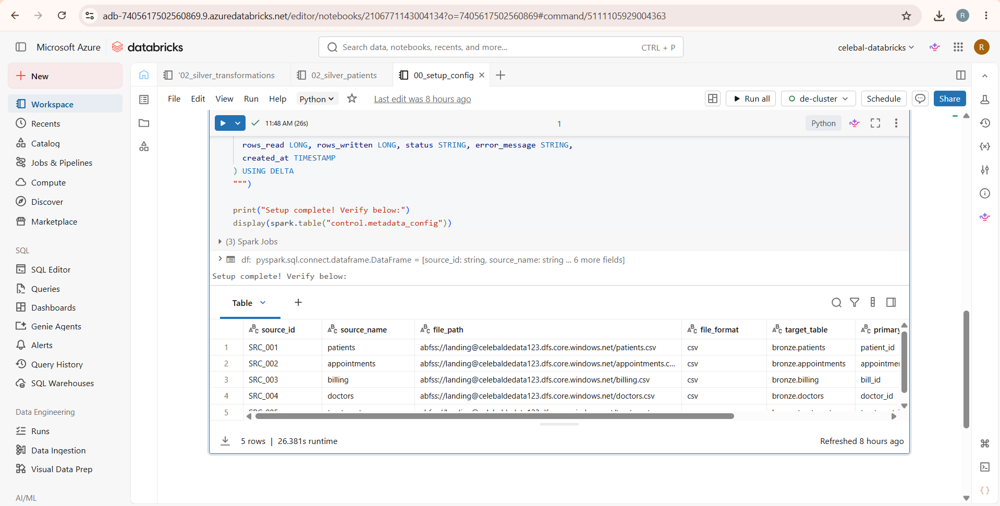 adb-7405617502560869.9.azuredatabricks.net/editor/notebooks/2106771143004134?o=7405617502560869#command/5111105929004363
R
Microsoft Azure databricks
Search data, notebooks, recents, and more... CTRL + P
celebal-databricks
R
New
Workspace
Recents
Catalog
Jobs & Pipelines
Compute
Discover
Marketplace
SQL
SQL Editor
Queries
Dashboards
Genie Agents
Alerts
Query History
SQL Warehouses
Data Engineering
Runs
Data Ingestion
Visual Data Prep
AI/ML
'02_silver_transformations 02_silver_patients 00_setup_config
File Edit View Run Help Python Last edit was 8 hours ago
Run all de-cluster Schedule Share
11:48 AM (26s) 1 Python
rows_read LONG, rows_written LONG, status STRING, error_message STRING,
created_at TIMESTAMP
) USING DELTA
""")
print("Setup complete! Verify below:")
display(spark.table("control.metadata_config"))
(3) Spark Jobs
df: pyspark.sql.connect.dataframe.DataFrame = [source_id: string, source_name: string ... 6 more fields]
Setup complete! Verify below:
Table
source_id source_name file_path file_format target_table primary
1 SRC_001 patients abfss://landing@celebaldedata123.dfs.core.windows.net/patients.csv csv bronze.patients patient_id
2 SRC_002 appointments abfss://landing@celebaldedata123.dfs.core.windows.net/appointments.c... csv bronze.appointments appointme
3 SRC_003 billing abfss://landing@celebaldedata123.dfs.core.windows.net/billing.csv csv bronze.billing bill_id
4 SRC_004 doctors abfss://landing@celebaldedata123.dfs.core.windows.net/doctors.csv csv bronze.doctors doctor_id
5
5 rows | 26.381s runtime
Refreshed 8 hours ago